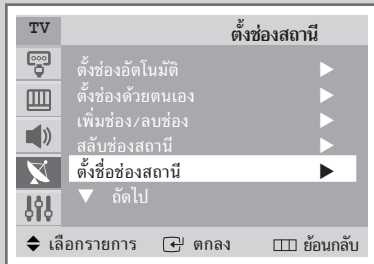 TV ตั้งช่องสถานี
ตั้งช่องอัตโนมัติ
ตั้งช่องด้วยตนเอง
เพิ่มช่อง/ลบช่อง
สลับช่องสถานี
ตั้งชื่อช่องสถานี
ถัดไป
เลือกรายการ ตกลง ย้อนกลับ